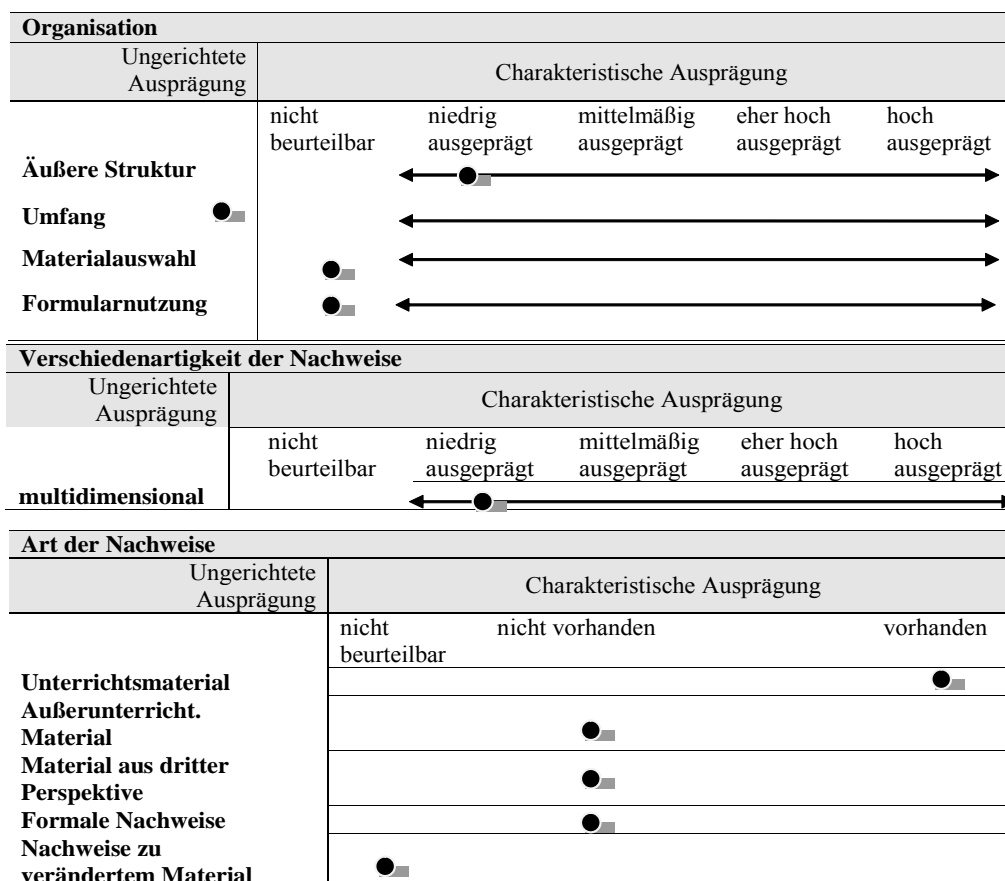 Organisation
Ungerichtete Charakteristische Ausprägung
Ausprägung
nicht niedrig mittelmäßig eher hoch hoch
beurteilbar ausgeprägt ausgeprägt ausgeprägt ausgeprägt
Äußere Struktur
Umfang
Materialauswahl
Formularnutzung
Verschiedenartigkeit der Nachweise
Ungerichtete Charakteristische Ausprägung
Ausprägung
nicht niedrig mittelmäßig eher hoch hoch
beurteilbar ausgeprägt ausgeprägt ausgeprägt ausgeprägt
multidimensional
Art der Nachweise
Ungerichtete Charakteristische Ausprägung
Ausprägung
nicht nicht vorhanden vorhanden
beurteilbar
Unterrichtsmaterial
Außerunterricht.
Material
Material aus dritter
Perspektive
Formale Nachweise
Nachweise zu
verändertem Material